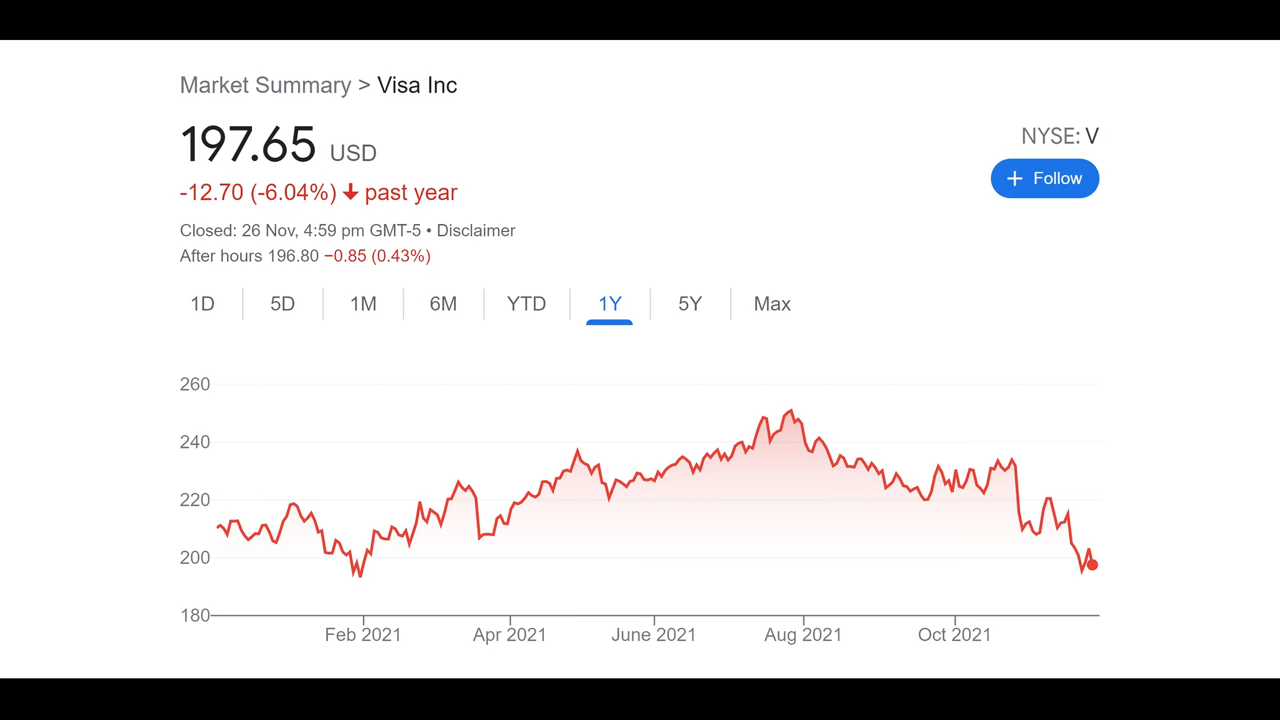 Market Summary > Visa Inc
197.65 USD
NYSE: V
-12.70 (-6.04%) ↓ past year
+ Follow
Closed: 26 Nov, 4:59 pm GMT-5 • Disclaimer
After hours 196.80 −0.85 (0.43%)
1D 5D 1M 6M YTD 1Y 5Y Max
260
240
220
200
180
Feb 2021 Apr 2021 June 2021 Aug 2021 Oct 2021